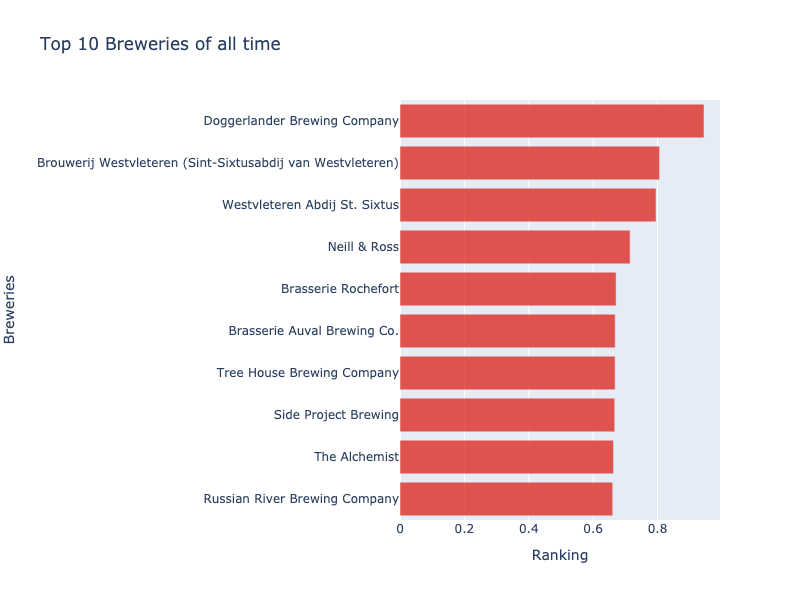 Top 10 Breweries of all time
Breweries
Doggerlander Brewing Company
Brouwerij Westvleteren (Sint-Sixtusabdij van Westvleteren)
Westvleteren Abdij St. Sixtus
Neill & Ross
Brasserie Rochefort
Brasserie Auval Brewing Co.
Tree House Brewing Company
Side Project Brewing
The Alchemist
Russian River Brewing Company
0 0.2 0.4 0.6 0.8
Ranking